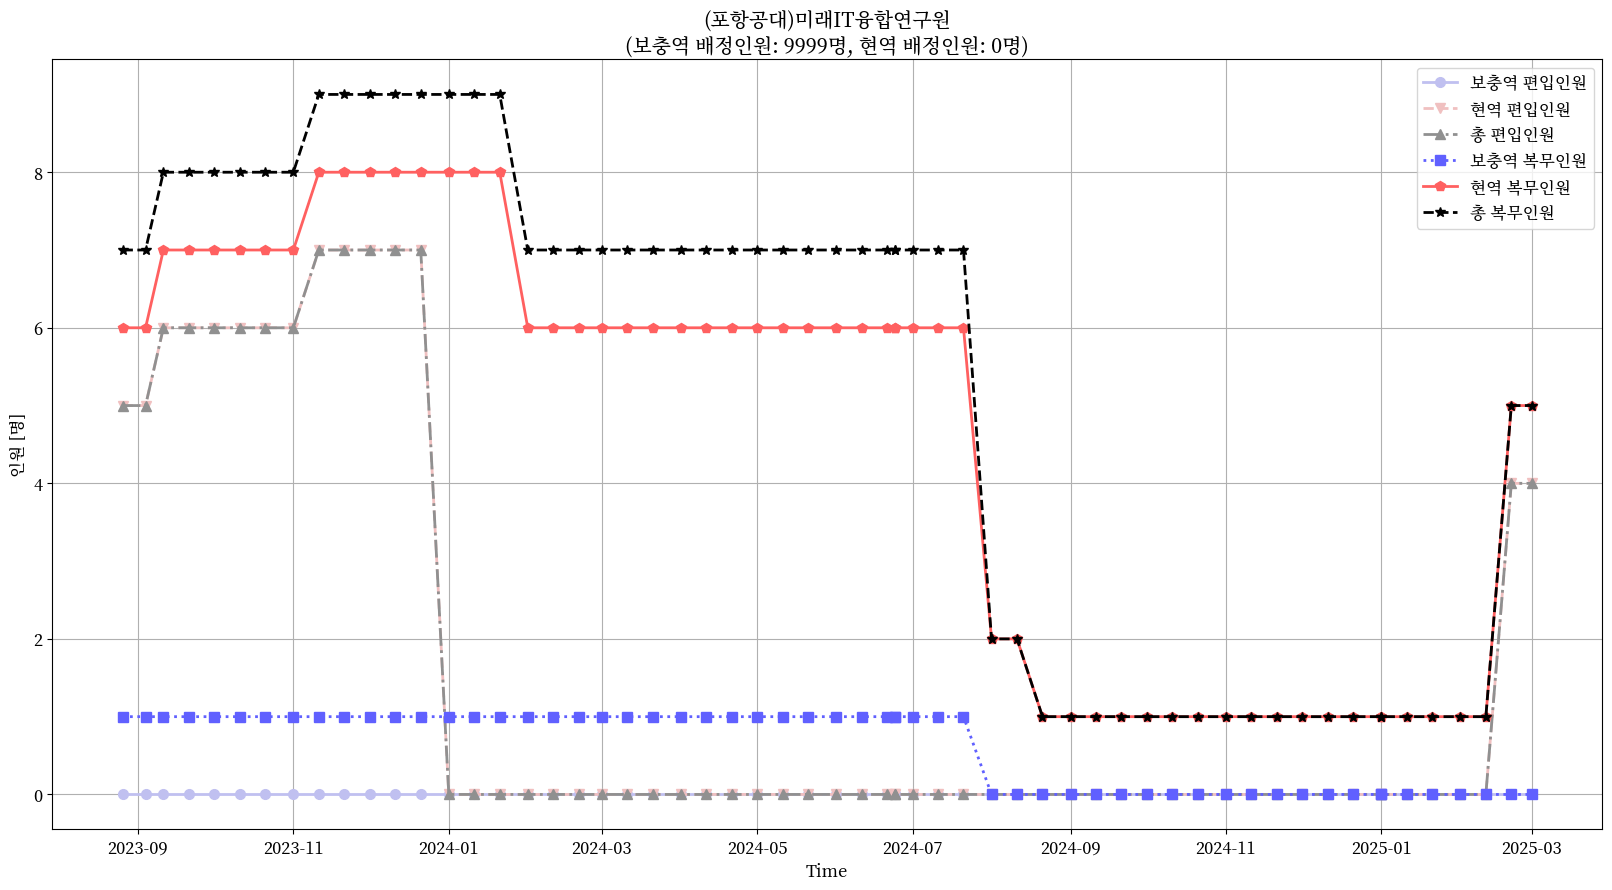 (포항공대)미래IT융합연구원
(보충역 배정인원: 9999명, 현역 배정인원: 0명)
보충역 편입인원
현역 편입인원
총 편입인원
보충역 복무인원
현역 복무인원
총 복무인원
인원 [명]
8
6
4
2
0
2023-09
2023-11
2024-01
2024-03
2024-05
2024-07
2024-09
2024-11
2025-01
2025-03
Time